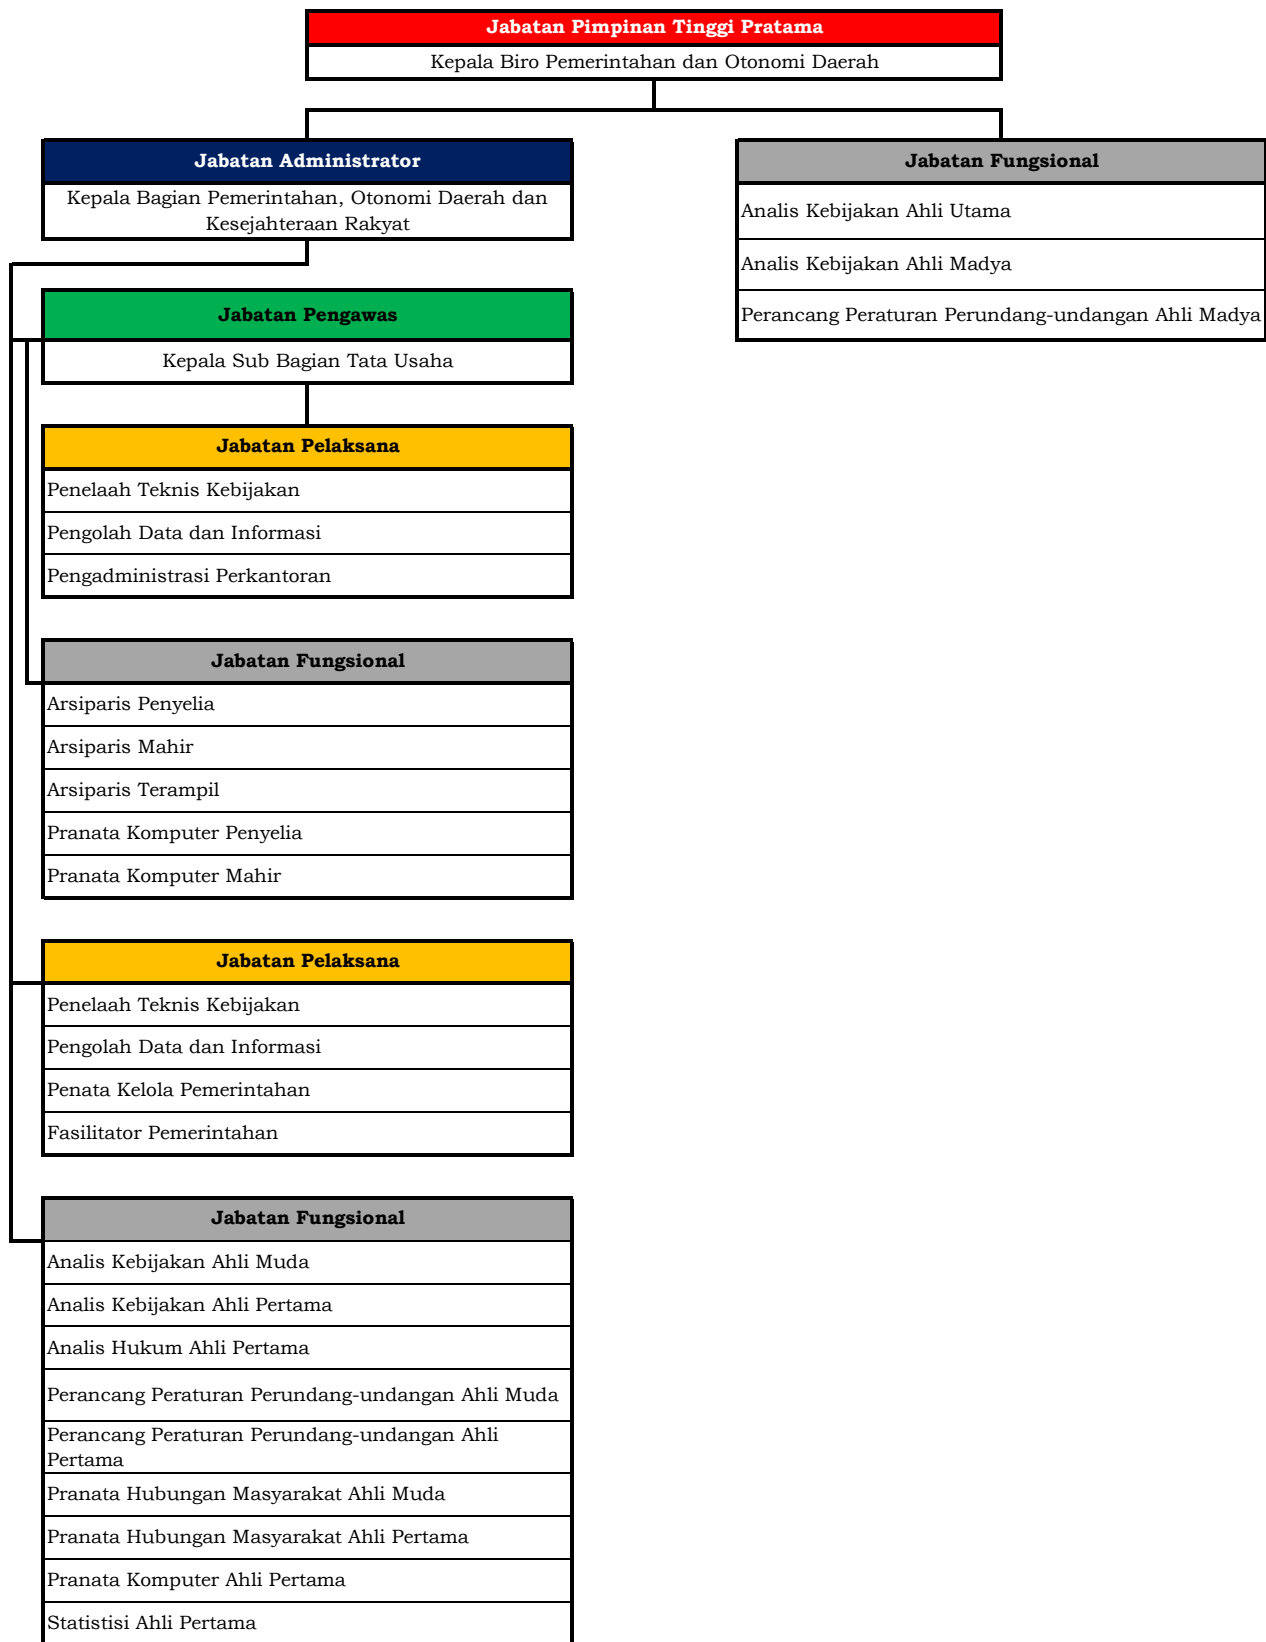 Jabatan Pimpinan Tinggi Pratama
Kepala Biro Pemerintahan dan Otonomi Daerah
Jabatan Administrator
Kepala Bagian Pemerintahan, Otonomi Daerah dan
Kesejahteraan Rakyat
Jabatan Fungsional
Analis Kebijakan Ahli Utama
Analis Kebijakan Ahli Madya
Perancang Peraturan Perundang-undangan Ahli Madya
Jabatan Pengawas
Kepala Sub Bagian Tata Usaha
Jabatan Pelaksana
Penelaah Teknis Kebijakan
Pengolah Data dan Informasi
Pengadministrasi Perkantoran
Jabatan Fungsional
Arsiparis Penyelia
Arsiparis Mahir
Arsiparis Terampil
Pranata Komputer Penyelia
Pranata Komputer Mahir
Jabatan Pelaksana
Penelaah Teknis Kebijakan
Pengolah Data dan Informasi
Penata Kelola Pemerintahan
Fasilitator Pemerintahan
Jabatan Fungsional
Analis Kebijakan Ahli Muda
Analis Kebijakan Ahli Pertama
Analis Hukum Ahli Pertama
Perancang Peraturan Perundang-undangan Ahli Muda
Perancang Peraturan Perundang-undangan Ahli
Pertama
Pranata Hubungan Masyarakat Ahli Muda
Pranata Hubungan Masyarakat Ahli Pertama
Pranata Komputer Ahli Pertama
Statistisi Ahli Pertama